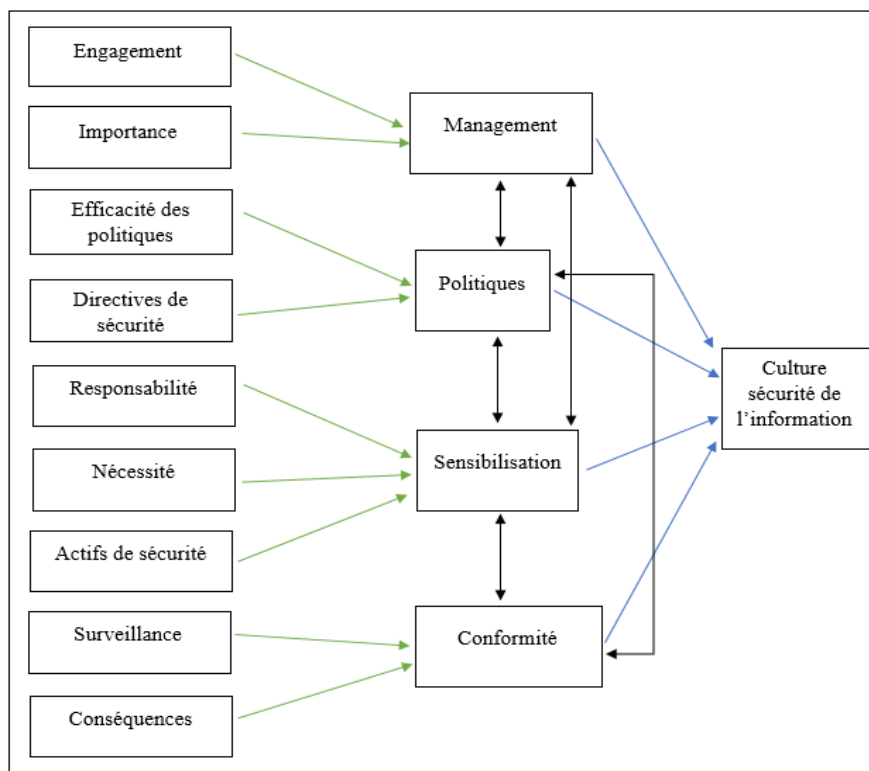 Engagement
Importance
Efficacité des
politiques
Directives de
sécurité
Responsabilité
Nécessité
Actifs de sécurité
Surveillance
Conséquences
Management
Politiques
Sensibilisation
Conformité
Culture
sécurité de
l’information